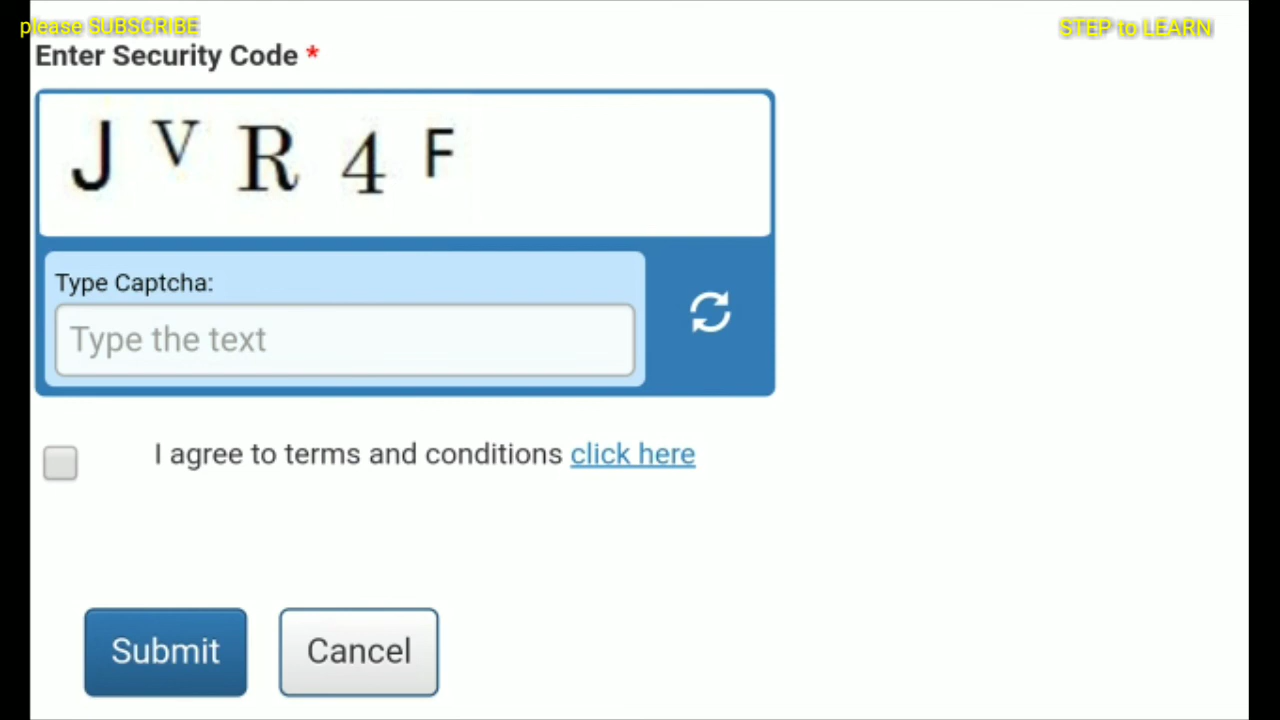 please SUBSCRIBE
STEP to LEARN
Enter Security Code *
J V R 4 F
Type Captcha:
Type the text
I agree to terms and conditions click here
Submit
Cancel